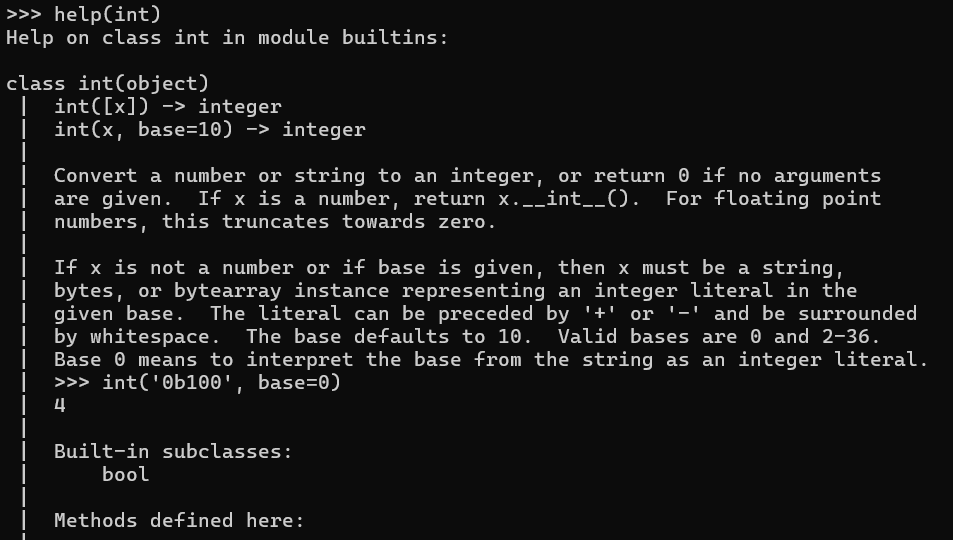 >>> help(int)
Help on class int in module builtins:

class int(object)
 |  int([x]) -> integer
 |  int(x, base=10) -> integer
 |
 |  Convert a number or string to an integer, or return 0 if no arguments
 |  are given.  If x is a number, return x.__int__().  For floating point
 |  numbers, this truncates towards zero.
 |
 |  If x is not a number or if base is given, then x must be a string,
 |  bytes, or bytearray instance representing an integer literal in the
 |  given base.  The literal can be preceded by '+' or '-' and be surrounded
 |  by whitespace.  The base defaults to 10.  Valid bases are 0 and 2-36.
 |  Base 0 means to interpret the base from the string as an integer literal.
 |  >>> int('0b100', base=0)
 |  4
 |
 |  Built-in subclasses:
 |      bool
 |
 |  Methods defined here:
 |